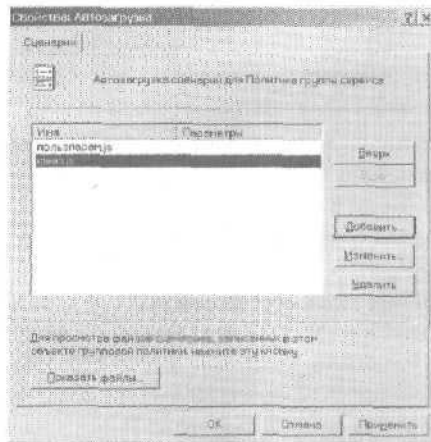 Свойства: Автозагрузка
Сценарии
Автозагрузка сценарии для Политика группы сервиса
Имя
Параметры
Вверх
Добавить...
Изменить...
Удалить
Для просмотра файлов сценариев, записанных в этом
объекте групповой политики, нажмите эту кнопку.
Показать файлы...
OK
Отмена
Применить